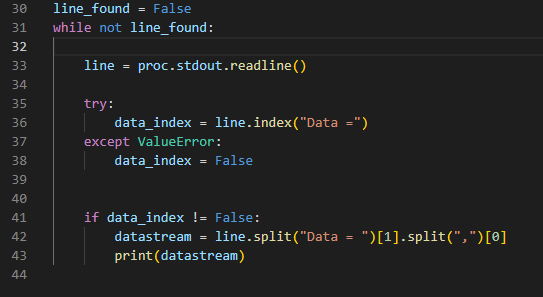 30 line_found = False
31 while not line_found:
32
33     line = proc.stdout.readline()
34
35     try:
36         data_index = line.index("Data =")
37     except ValueError:
38         data_index = False
39
40
41     if data_index != False:
42         datastream = line.split("Data = ")[1].split(",")[0]
43         print(datastream)
44